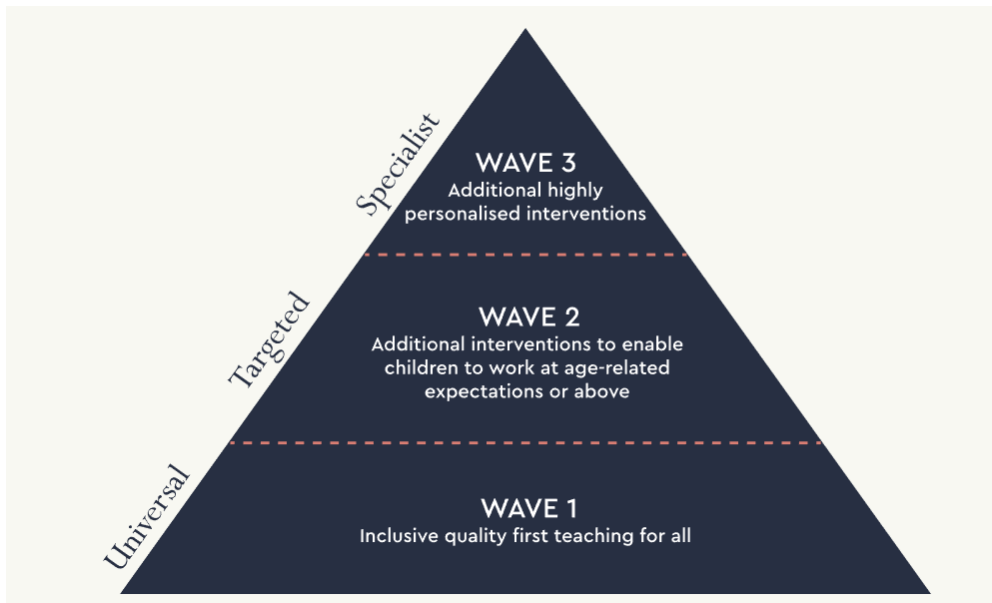 Specialist
WAVE 3
Additional highly
personalised interventions
Targeted
WAVE 2
Additional interventions to enable
children to work at age-related
expectations or above
Universal
WAVE 1
Inclusive quality first teaching for all